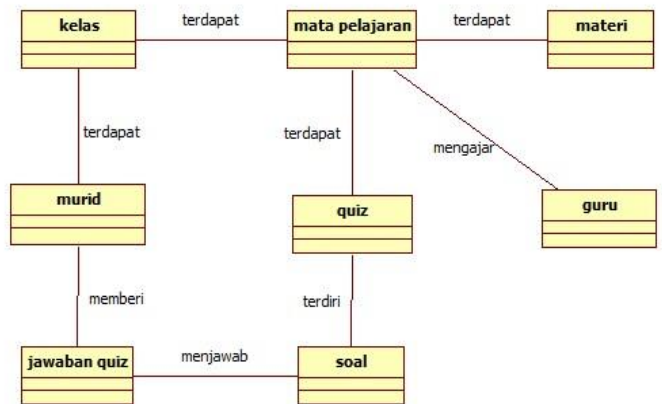 kelas
terdapat
mata pelajaran
terdapat
materi
terdapat
terdapat
mengajar
murid
quiz
guru
memberi
terdiri
jawaban quiz
menjawab
soal